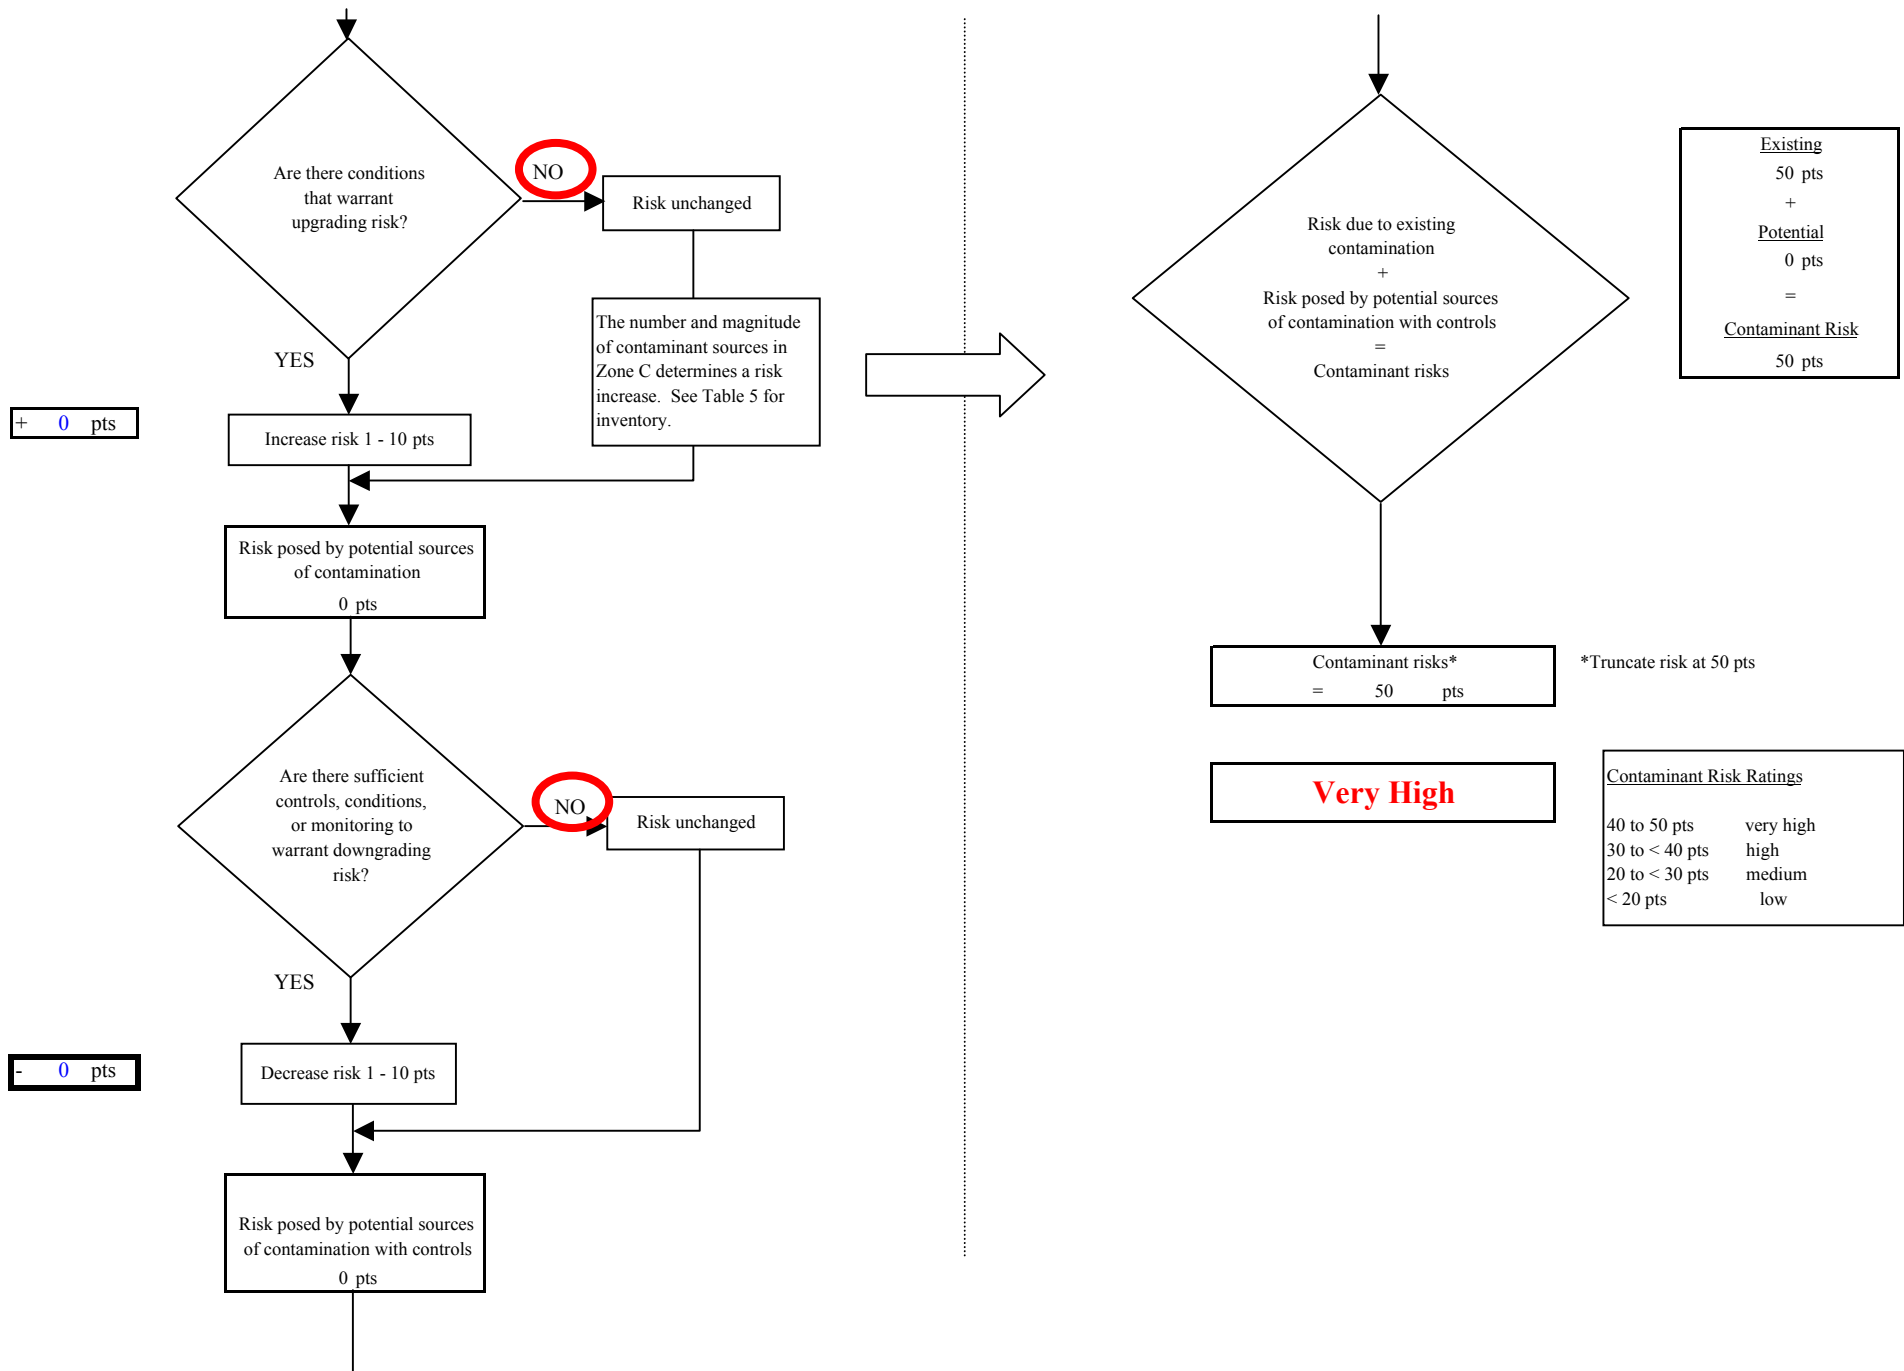 Are there conditions
that warrant
upgrading risk?
NO
Risk unchanged
YES
The number and magnitude
of contaminant sources in
Zone C determines a risk
increase. See Table 5 for
inventory.
+ 0 pts
Increase risk 1 - 10 pts
Risk posed by potential sources
of contamination
0 pts
Are there sufficient
controls, conditions,
or monitoring to
warrant downgrading
risk?
NO
Risk unchanged
YES
- 0 pts
Decrease risk 1 - 10 pts
Risk posed by potential sources
of contamination with controls
0 pts
Risk due to existing
contamination
+
Risk posed by potential sources
of contamination with controls
=
Contaminant risks
Existing
50 pts
+
Potential
0 pts
=
Contaminant Risk
50 pts
Contaminant risks*
= 50 pts
*Truncate risk at 50 pts
Very High
Contaminant Risk Ratings
40 to 50 pts very high
30 to < 40 pts high
20 to < 30 pts medium
< 20 pts low